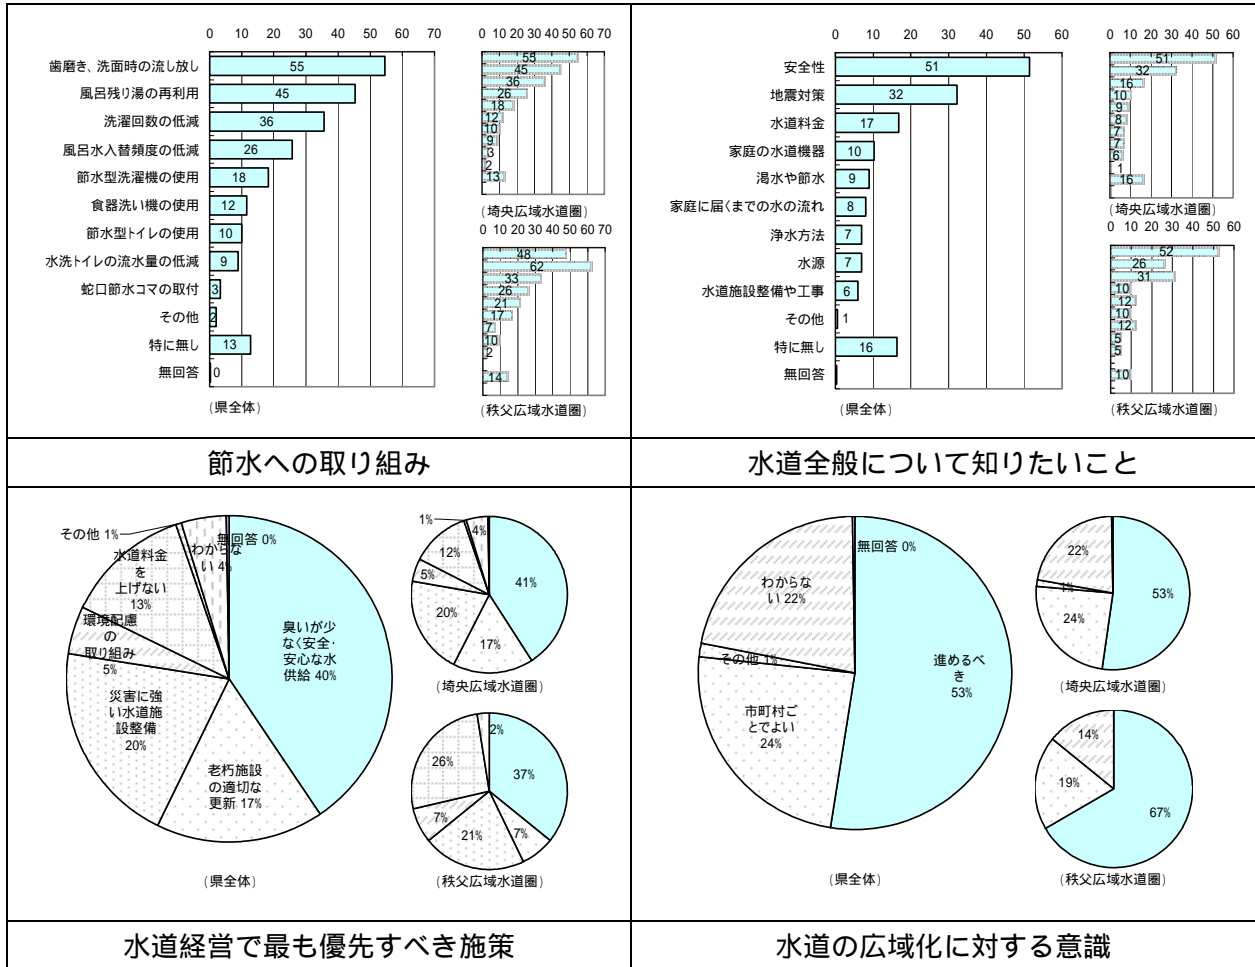 0 10 20 30 40 50 60 70
歯磨き、洗面時の流し放し 55
風呂残り湯の再利用 45
洗濯回数の低減 36
風呂水入替頻度の低減 26
節水型洗濯機の使用 18
食器洗い機の使用 12
節水型トイレの使用 10
水洗トイレの流水量の低減 9
蛇口節水コマの取付 3
その他 2
特に無し 13
無回答 0
(県全体)
0 10 20 30 40 50 60 70
55
45
36
26
18
12
10
9
3
2
13
(埼央広域水道圏)
0 10 20 30 40 50 60 70
48
62
33
26
21
17
7
10
2
14
(秩父広域水道圏)
節水への取り組み
0 10 20 30 40 50 60
安全性 51
地震対策 32
水道料金 17
家庭の水道機器 10
渇水や節水 9
家庭に届くまでの水の流れ 8
浄水方法 7
水源 7
水道施設整備や工事 6
その他 1
特に無し 16
無回答
(県全体)
0 10 20 30 40 50 60
51
32
16
10
9
8
7
7
6
1
16
(埼央広域水道圏)
0 10 20 30 40 50 60
52
26
31
10
12
10
12
5
5
10
(秩父広域水道圏)
水道全般について知りたいこと
その他 1%
無回答 0%
わからな
い 4%
水道料金
を
上げない
13%
環境配慮
の
取り組み
5%
災害に強
い水道施
設整備
20%
老朽施設
の適切な
更新 17%
臭いが少
なく安全・
安心な水
供給 40%
(県全体)
1%
4%
12%
5%
20%
17%
41%
(埼央広域水道圏)
2%
26%
7%
21%
7%
37%
(秩父広域水道圏)
水道経営で最も優先すべき施策
無回答 0%
わからな
い 22%
その他 1%
市町村ご
とでよい
24%
進めるべ
き
53%
(県全体)
22%
1%
24%
53%
(埼央広域水道圏)
14%
19%
67%
(秩父広域水道圏)
水道の広域化に対する意識